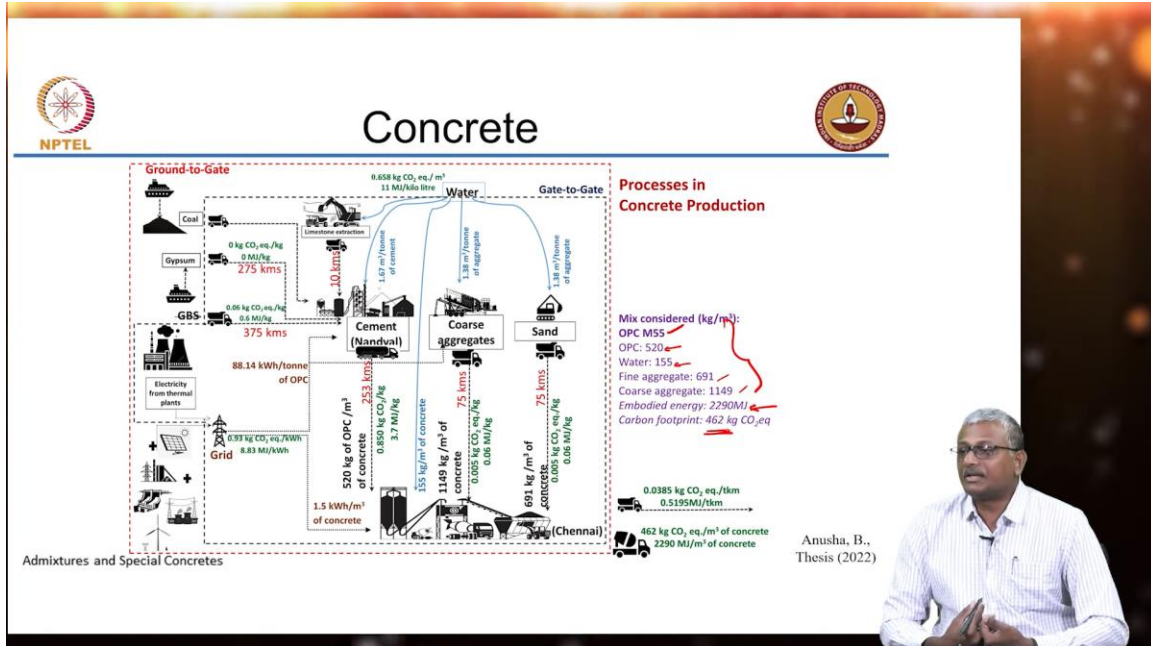 NPTEL
Concrete
INDIAN INSTITUTE OF TECHNOLOGY MADRAS
Ground-to-Gate
0.658 kg CO2 eq./ m3
11 MJ/kilo litre
Water
Gate-to-Gate
Processes in
Concrete Production
Coal
Limestone extraction
0 kg CO2 eq./kg
0 MJ/kg
Gypsum
275 kms
10 kms
1.67 m3/tonne
of cement
1.38 m3/tonne
of aggregate
1.38 m3/tonne
of aggregate
GBS
0.06 kg CO2 eq./kg
0.6 MJ/kg
375 kms
Cement
(Nandyal)
Coarse
aggregates
Sand
Mix considered (kg/m3):
OPC M55
OPC: 520
Water: 155
Fine aggregate: 691
Coarse aggregate: 1149
Embodied energy: 2290MJ
Carbon footprint: 462 kg CO2eq
88.14 kWh/tonne
of OPC
Electricity
from thermal
plants
253 kms
75 kms
75 kms
Grid
0.93 kg CO2 eq./kWh
8.83 MJ/kWh
520 kg of OPC /m3
of concrete
0.850 kg CO2/kg
3.7 MJ/kg
155 kg/m3 of concrete
1149 kg /m3 of
concrete
0.005 kg CO2 eq./kg
0.06 MJ/kg
691 kg /m3 of
concrete
0.005 kg CO2 eq./kg
0.06 MJ/kg
1.5 kWh/m3
of concrete
(Chennai)
0.0385 kg CO2 eq./tkm
0.5195MJ/tkm
462 kg CO2 eq./m3 of concrete
2290 MJ/m3 of concrete
Anusha, B.,
Thesis (2022)
Admixtures and Special Concretes